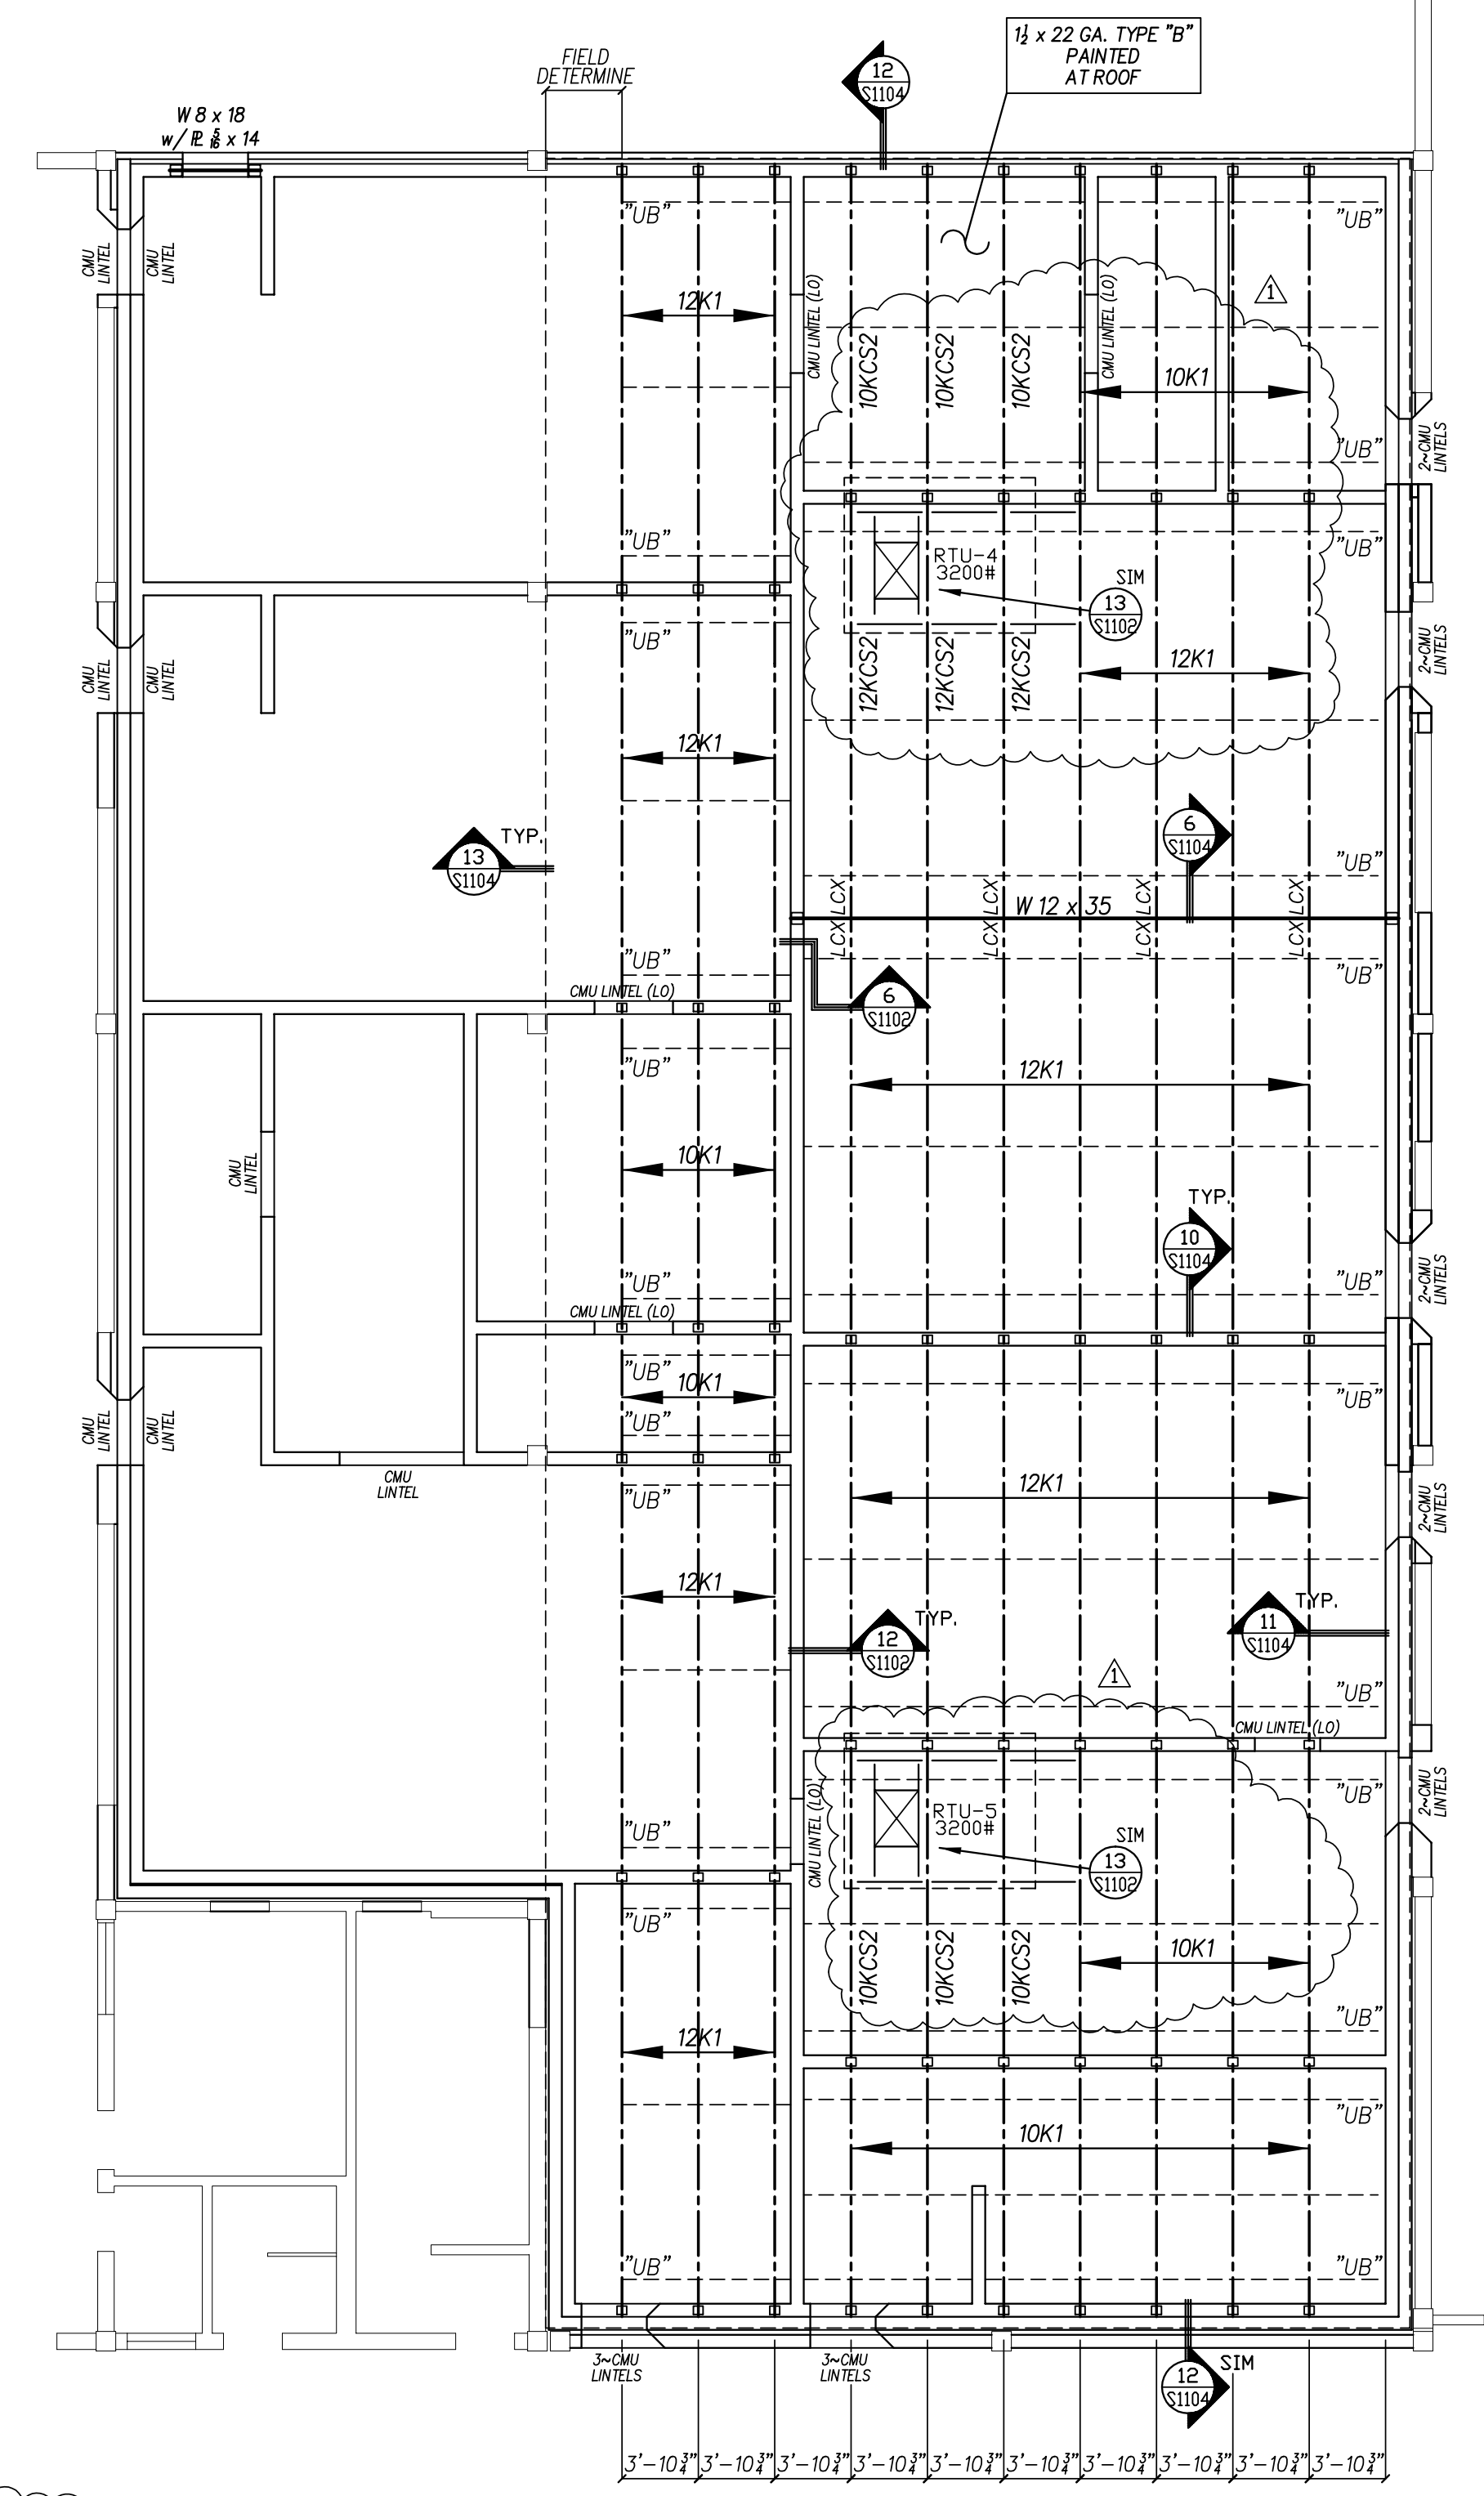 1½ x 22 GA. TYPE "B"
PAINTED
AT ROOF
FIELD
DETERMINE
12
S1104
W 8 x 18
w/ PL 5/16 x 14
"UB"
"UB"
CMU
LINTEL
CMU
LINTEL
12K1
CMU LINTEL (LO)
CMU LINTEL (LO)
1
10KCS2
10KCS2
10KCS2
10K1
"UB"
2~CMU
LINTELS
"UB"
"UB"
RTU-4
3200#
SIM
13
S1102
"UB"
CMU
LINTEL
CMU
LINTEL
12KCS2
12KCS2
12KCS2
12K1
2~CMU
LINTELS
12K1
TYP.
13
S1104
6
S1104
"UB"
LCX
LCX
LCX
LCX
LCX
LCX
LCX
LCX
W 12 x 35
"UB"
"UB"
CMU LINTEL (LO)
6
S1102
"UB"
12K1
10K1
CMU
LINTEL
TYP.
10
S1104
"UB"
"UB"
2~CMU
LINTELS
CMU LINTEL (LO)
"UB"
10K1
"UB"
"UB"
CMU
LINTEL
CMU
LINTEL
CMU
LINTEL
"UB"
12K1
2~CMU
LINTELS
12K1
TYP.
12
S1102
TYP.
11
S1104
1
"UB"
CMU LINTEL (LO)
"UB"
2~CMU
LINTELS
CMU LINTEL (LO)
RTU-5
3200#
SIM
13
S1102
"UB"
"UB"
10KCS2
10KCS2
10KCS2
10K1
"UB"
12K1
"UB"
10K1
"UB"
"UB"
3~CMU
LINTELS
3~CMU
LINTELS
12
S1104
SIM
3'-10¾"
3'-10¾"
3'-10¾"
3'-10¾"
3'-10¾"
3'-10¾"
3'-10¾"
3'-10¾"
3'-10¾"
3'-10¾"